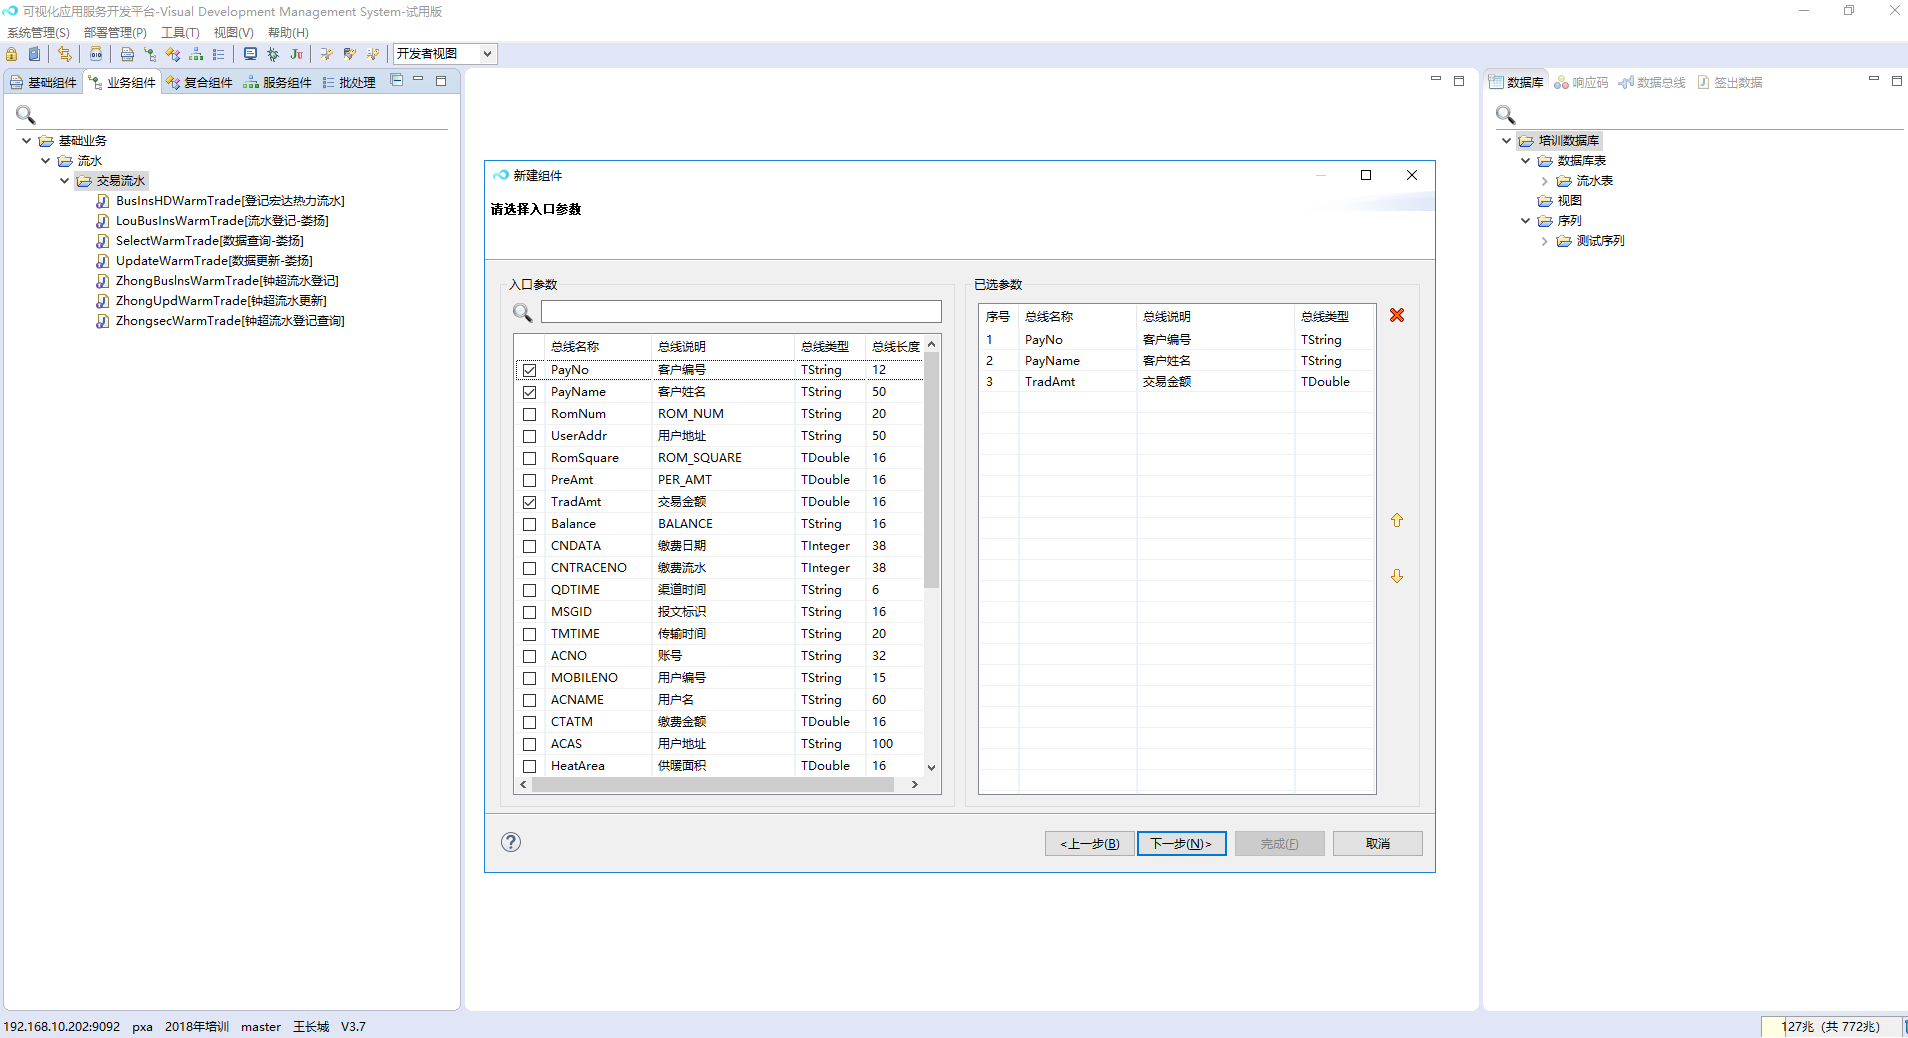 可视化应用服务开发平台-Visual Development Management System-试用版
系统管理(S) 部署管理(P) 工具(T) 视图(V) 帮助(H)
开发者视图
基础组件 业务组件 复合组件 服务组件 批处理
基础业务
流水
交易流水
BusInsHDWarmTrade[登记宏达热力流水]
LouBusInsWarmTrade[流水登记-娄扬]
SelectWarmTrade[数据查询-娄扬]
UpdateWarmTrade[数据更新-娄扬]
ZhongBusInsWarmTrade[钟超流水登记]
ZhongUpdWarmTrade[钟超流水更新]
ZhongsecWarmTrade[钟超流水登记查询]
新建组件
请选择入口参数
入口参数
总线名称 总线说明 总线类型 总线长度
PayNo 客户编号 TString 12
PayName 客户姓名 TString 50
RomNum ROM_NUM TString 20
UserAddr 用户地址 TString 50
RomSquare ROM_SQUARE TDouble 16
PreAmt PER_AMT TDouble 16
TradAmt 交易金额 TDouble 16
Balance BALANCE TString 16
CNDATA 缴费日期 TInteger 38
CNTRACENO 缴费流水 TInteger 38
QDTIME 渠道时间 TString 6
MSGID 报文标识 TString 16
TMTIME 传输时间 TString 20
ACNO 账号 TString 32
MOBILENO 用户编号 TString 15
ACNAME 用户名 TString 60
CTATM 缴费金额 TDouble 16
ACAS 用户地址 TString 100
HeatArea 供暖面积 TDouble 16
已选参数
序号 总线名称 总线说明 总线类型
1 PayNo 客户编号 TString
2 PayName 客户姓名 TString
3 TradAmt 交易金额 TDouble
<上一步(B) 下一步(N)> 完成(F) 取消
数据库 响应码 数据总线 签出数据
培训数据库
数据库表
流水表
视图
序列
测试序列
192.168.10.202:9092 pxa 2018年培训 master 王长城 V3.7
127兆 (共 772兆)